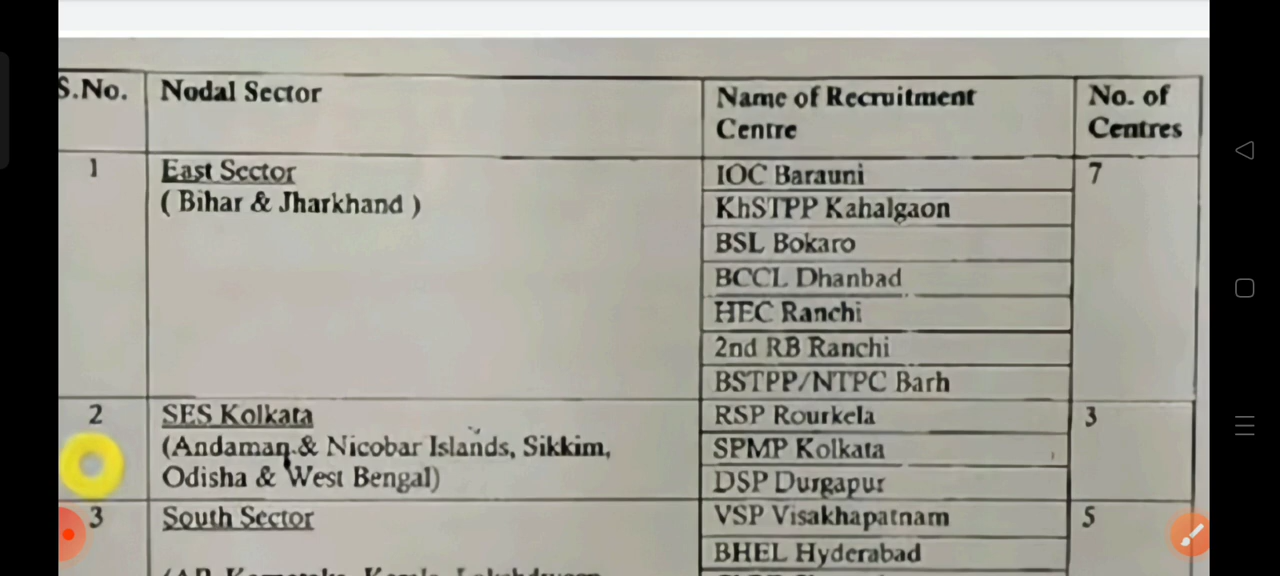 S.No. Nodal Sector Name of Recruitment Centre No. of Centres
1 East Sector IOC Barauni 7
( Bihar & Jharkhand ) KhSTPP Kahalgaon
BSL Bokaro
BCCL Dhanbad
HEC Ranchi
2nd RB Ranchi
BSTPP/NTPC Barh
2 SES Kolkata RSP Rourkela 3
(Andaman & Nicobar Islands, Sikkim, SPMP Kolkata
Odisha & West Bengal) DSP Durgapur
3 South Sector VSP Visakhapatnam 5
BHEL Hyderabad